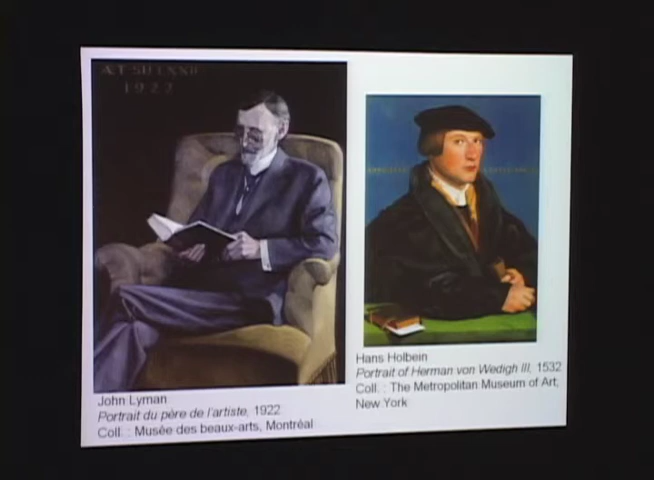 1922
John Lyman
Portrait du père de l'artiste, 1922
Coll. : Musée des beaux-arts, Montréal
Hans Holbein
Portrait of Herman von Wedigh III, 1532
Coll. : The Metropolitan Museum of Art,
New York